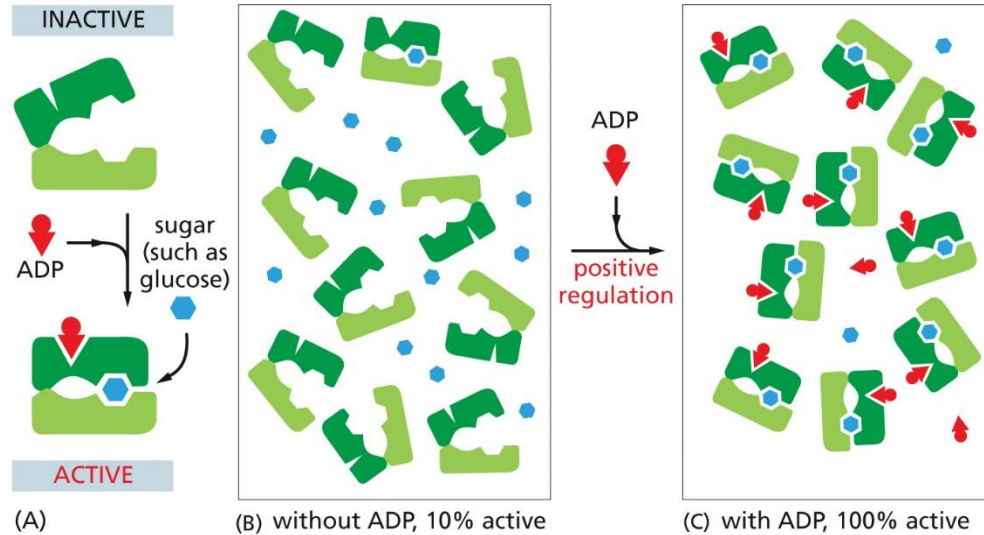 INACTIVE
ADP
sugar
(such as
glucose)
ACTIVE
(A)
ADP
positive
regulation
(B) without ADP, 10% active
(C) with ADP, 100% active